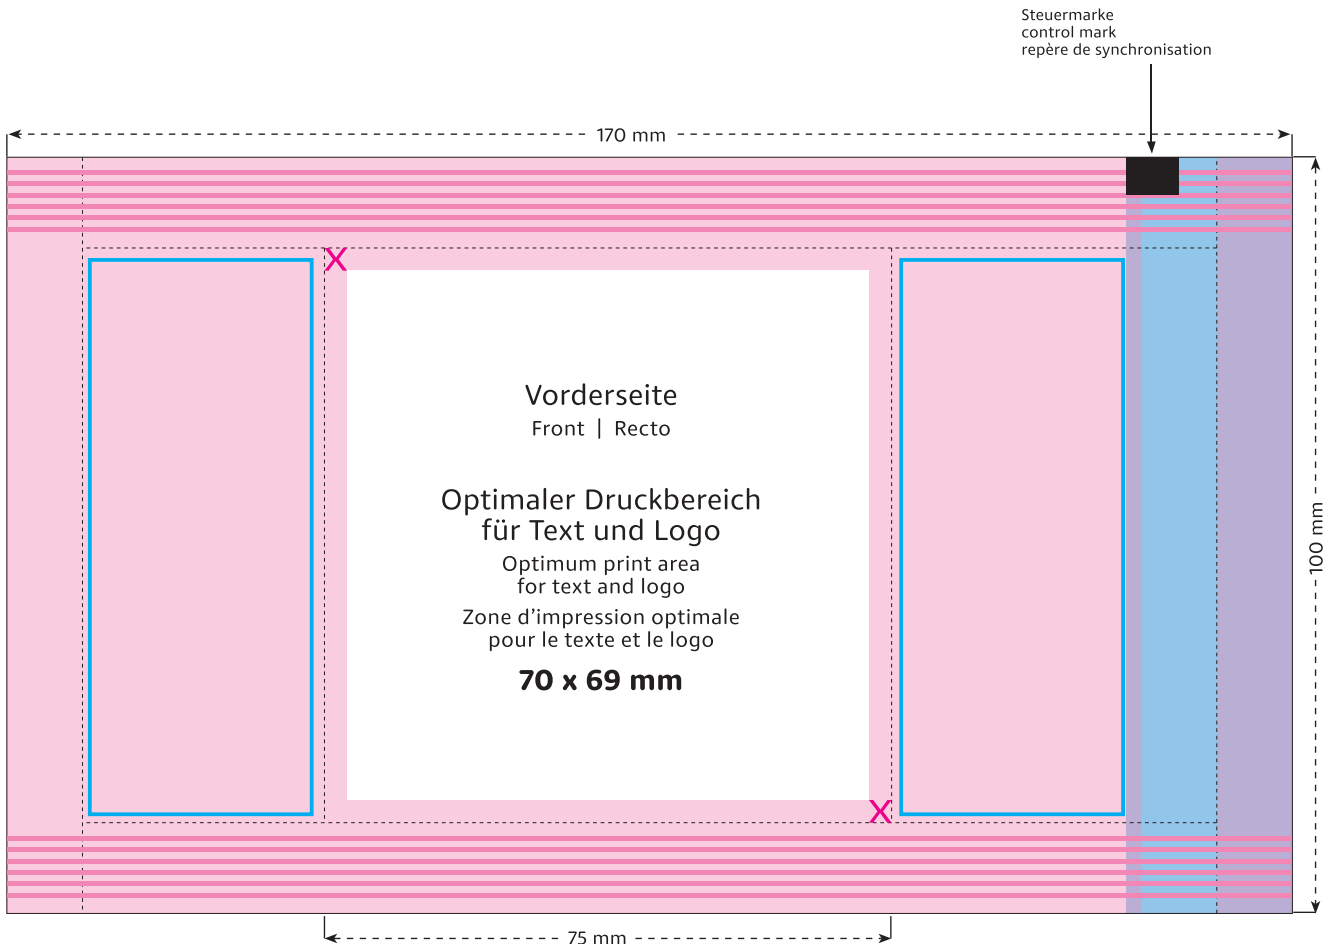 Steuermarke
control mark
repère de synchronisation
170 mm
X
Vorderseite
Front | Recto
Optimaler Druckbereich
für Text und Logo
Optimum print area
for text and logo
Zone d’impression optimale
pour le texte et le logo
70 x 69 mm
100 mm
X
75 mm